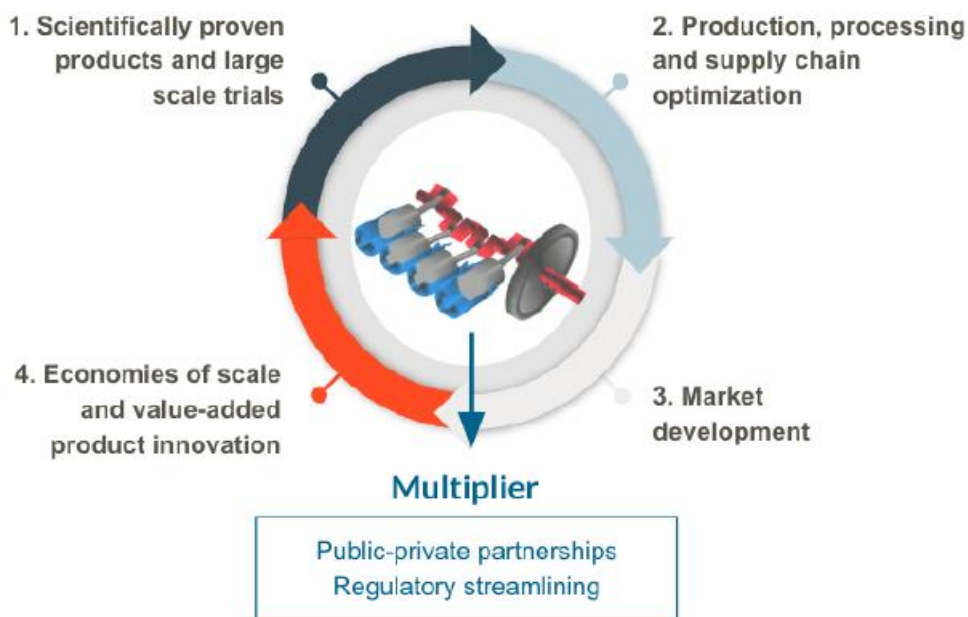 1. Scientifically proven
products and large
scale trials
2. Production, processing
and supply chain
optimization
3. Market
development
4. Economies of scale
and value-added
product innovation
Multiplier
Public-private partnerships
Regulatory streamlining